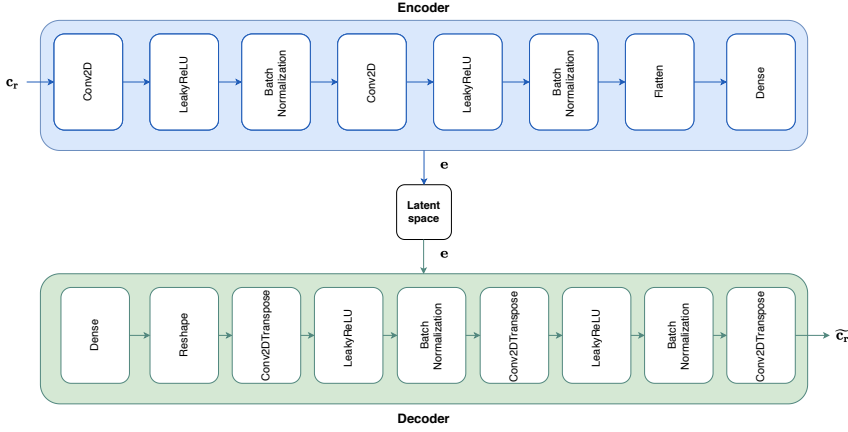 Encoder
c_r
Conv2D
LeakyReLU
Batch
Normalization
Conv2D
LeakyReLU
Batch
Normalization
Flatten
Dense
e
Latent
space
e
Dense
Reshape
Conv2DTranspose
LeakyReLU
Batch
Normalization
Conv2DTranspose
LeakyReLU
Batch
Normalization
Conv2DTranspose
c̃_r
Decoder